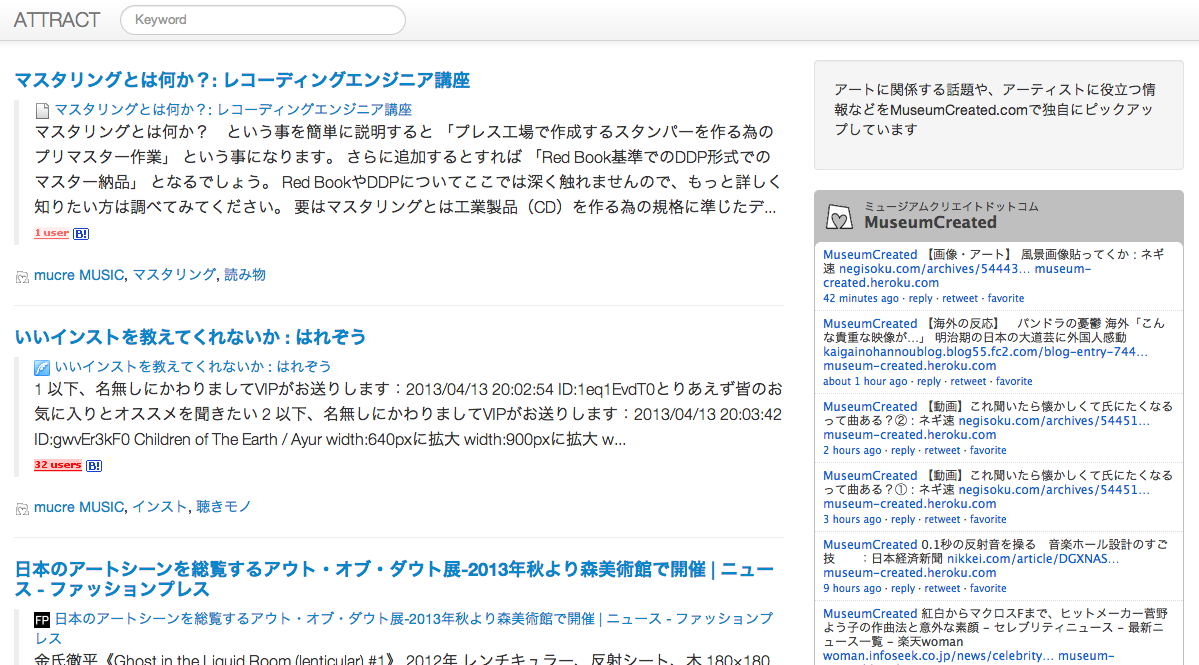 ATTRACT
Keyword
マスタリングとは何か？: レコーディングエンジニア講座
マスタリングとは何か？: レコーディングエンジニア講座
マスタリングとは何か？　という事を簡単に説明すると 「プレス工場で作成するスタンパーを作る為の
プリマスター作業」 という事になります。 さらに追加するとすれば 「Red Book基準でのDDP形式での
マスター納品」 となるでしょう。 Red BookやDDPについてここでは深く触れませんので、もっと詳しく
知りたい方は調べてみてください。 要はマスタリングとは工業製品（CD）を作る為の規格に準じたデ...
1 user B!
mucre MUSIC, マスタリング, 読み物
いいインストを教えてくれないか : はれぞう
いいインストを教えてくれないか : はれぞう
1 以下、名無しにかわりましてVIPがお送りします：2013/04/13 20:02:54 ID:1eq1EvdT0とりあえず皆のお
気に入りとオススメを聞きたい 2 以下、名無しにかわりましてVIPがお送りします：2013/04/13 20:03:42
ID:gwvEr3kF0 Children of The Earth / Ayur width:640pxに拡大 width:900pxに拡大 w...
32 users B!
mucre MUSIC, インスト, 聴きモノ
日本のアートシーンを総覧するアウト・オブ・ダウト展-2013年秋より森美術館で開催 | ニュー
ス - ファッションプレス
FP 日本のアートシーンを総覧するアウト・オブ・ダウト展-2013年秋より森美術館で開催 | ニュース - ファッションプ
レス
金氏徹平《Ghost in the Liquid Room (lenticular) #1》 2012年 レンチキュラー、反射シート、木 180×180
アートに関係する話題や、アーティストに役立つ情
報などをMuseumCreated.comで独自にピックアッ
プしています
ミュージアムクリエイトドットコム
MuseumCreated
MuseumCreated 【画像・アート】 風景画像貼ってくか : ネギ
速 negisoku.com/archives/54443... museum-
created.heroku.com
42 minutes ago · reply · retweet · favorite
MuseumCreated 【海外の反応】　パンドラの憂鬱 海外「こん
な貴重な映像が…」 明治期の日本の大道芸に外国人感動
kaigainohannoublog.blog55.fc2.com/blog-entry-744...
museum-created.heroku.com
about 1 hour ago · reply · retweet · favorite
MuseumCreated 【動画】これ聞いたら懐かしくて氏にたくなる
って曲ある？② : ネギ速 negisoku.com/archives/54451...
museum-created.heroku.com
2 hours ago · reply · retweet · favorite
MuseumCreated 【動画】これ聞いたら懐かしくて氏にたくなる
って曲ある？① : ネギ速 negisoku.com/archives/54451...
museum-created.heroku.com
3 hours ago · reply · retweet · favorite
MuseumCreated 0.1秒の反射音を操る　音楽ホール設計のすご
技　　：日本経済新聞 nikkei.com/article/DGXNAS...
museum-created.heroku.com
9 hours ago · reply · retweet · favorite
MuseumCreated 紅白からマクロスFまで、ヒットメーカー菅野
よう子の作曲法と意外な素顔 – セレブリティニュース – 最新ニ
ュース一覧 – 楽天woman
woman.infoseek.co.jp/news/celebrity... museum-